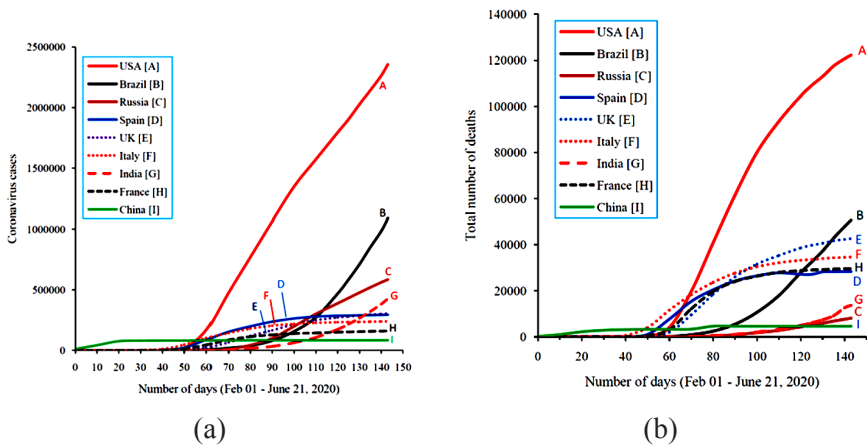 2500000
2000000
1500000
1000000
500000
0
Coronavirus cases
USA [A]
Brazil [B]
Russia [C]
Spain [D]
UK [E]
Italy [F]
India [G]
France [H]
China [I]
A
B
C
G
E
F
D
H
I
0 10 20 30 40 50 60 70 80 90 100 110 120 130 140 150
Number of days (Feb 01 - June 21, 2020)
(a)
140000
120000
100000
80000
60000
40000
20000
0
Total number of deaths
USA [A]
Brazil [B]
Russia [C]
Spain [D]
UK [E]
Italy [F]
India [G]
France [H]
China [I]
A
B
E
F
H
D
G
C
I
0 20 40 60 80 100 120 140
Number of days (Feb 01 - June 21, 2020)
(b)